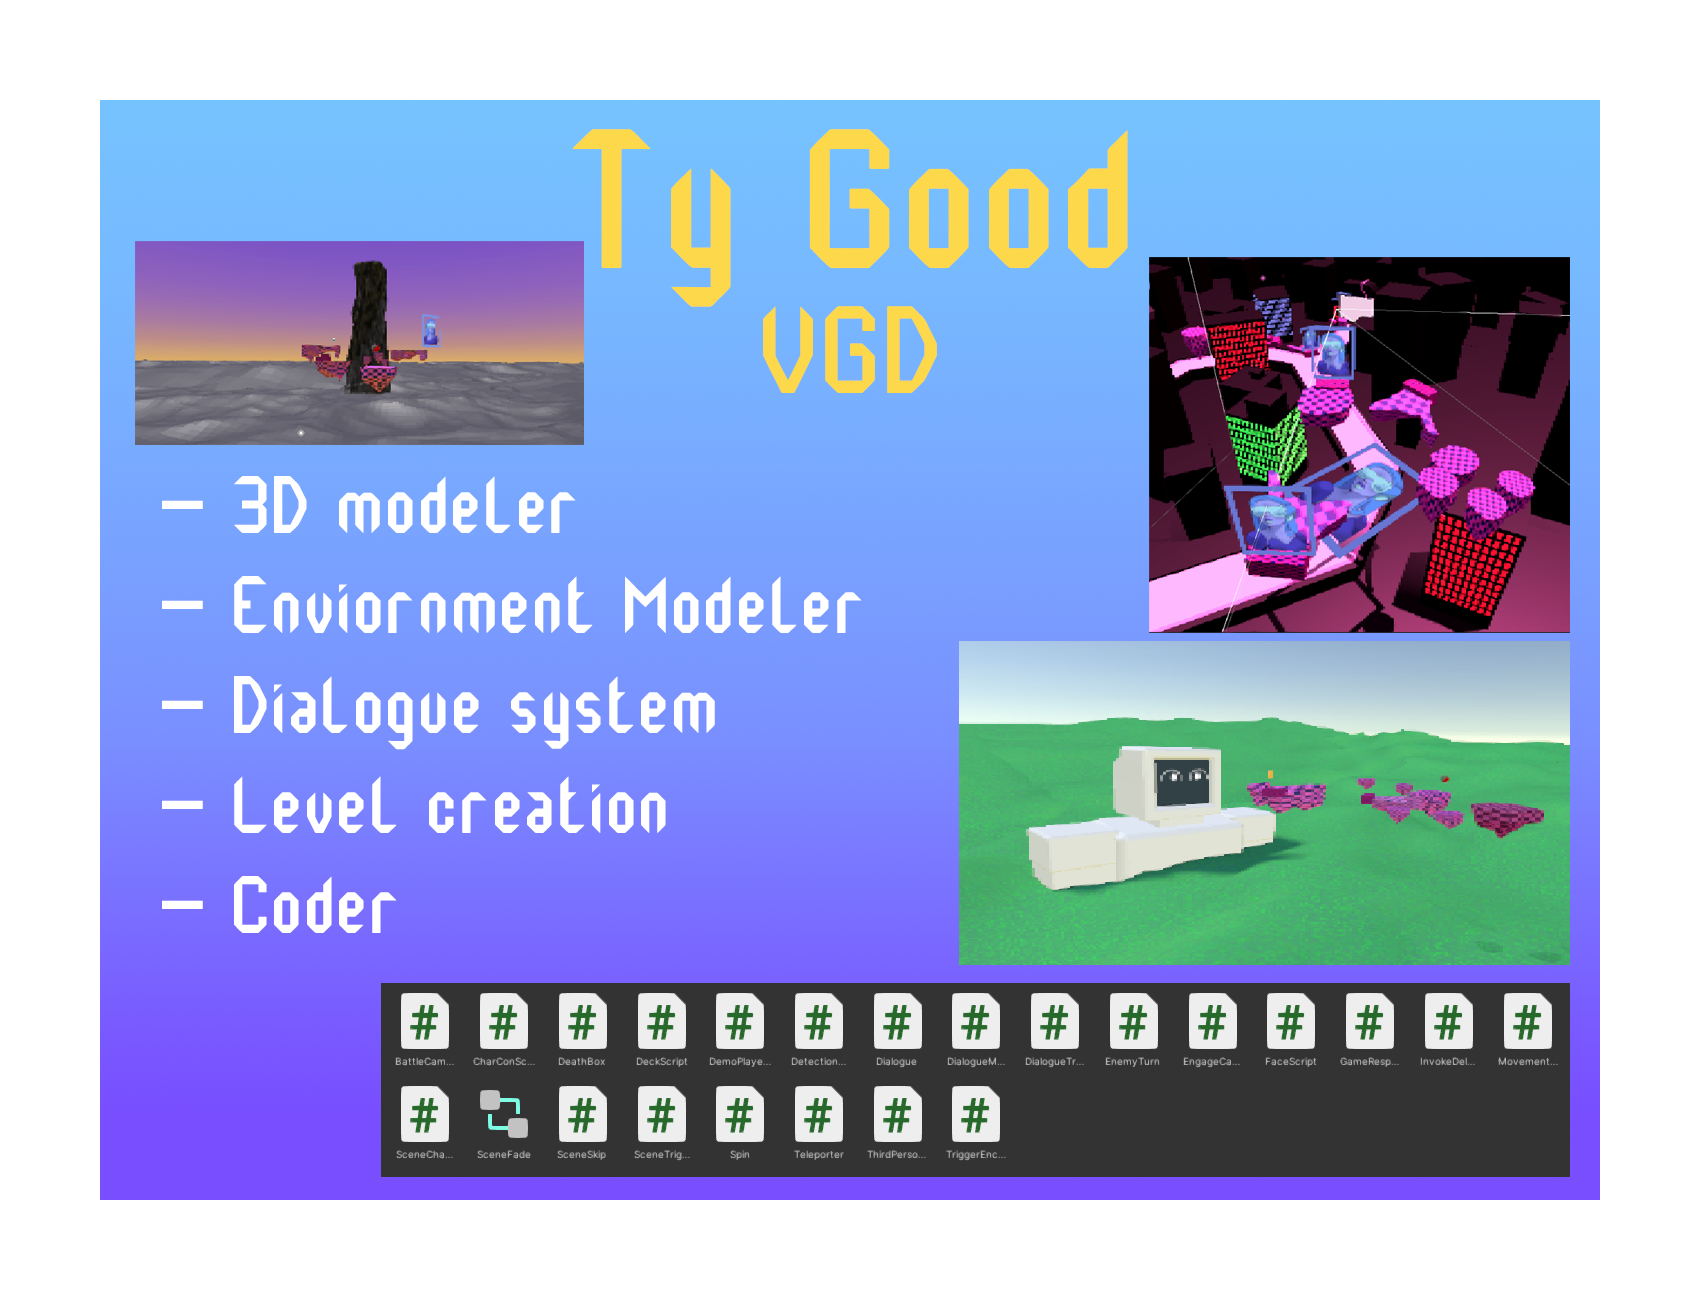 Ty Good
VGD
- 3D modeler
- Enviornment Modeler
- Dialogue system
- Level creation
- Coder
BattleCam... CharConSc... DeathBox DeckScript DemoPlaye... Detection... Dialogue DialogueM... DialogueTr... EnemyTurn EngageCa... FaceScript GameResp... InvokeDel... Movement...
SceneCha... SceneFade SceneSkip SceneTrig... Spin Teleporter ThirdPerso... TriggerEnc...